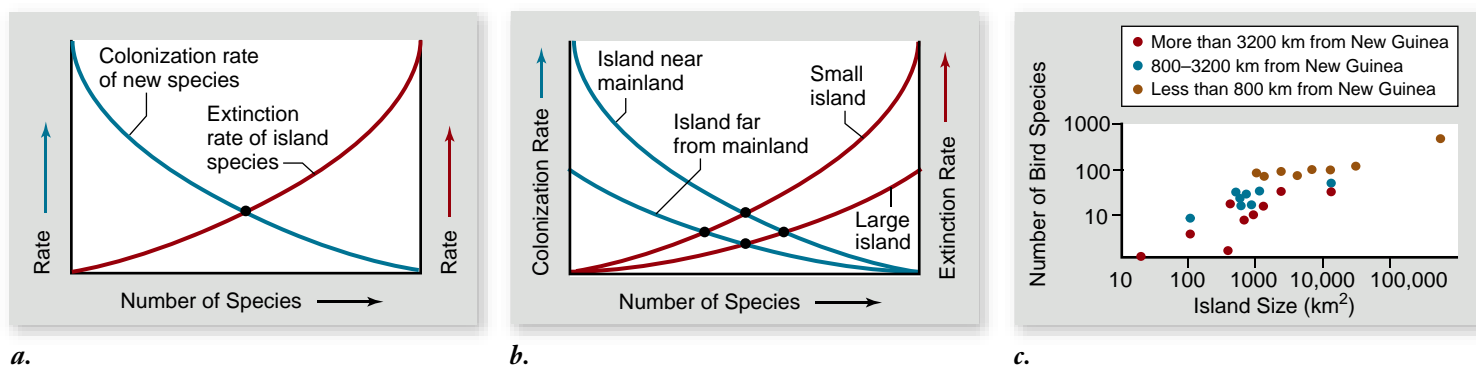 Colonization rate
of new species
Extinction
rate of island
species
Rate
Rate
Number of Species
a.
Island near
mainland
Island far
from mainland
Small
island
Large
island
Colonization Rate
Extinction Rate
Number of Species
b.
More than 3200 km from New Guinea
800–3200 km from New Guinea
Less than 800 km from New Guinea
Number of Bird Species
1000
100
10
10 100 1000 10,000 100,000
Island Size (km²)
c.